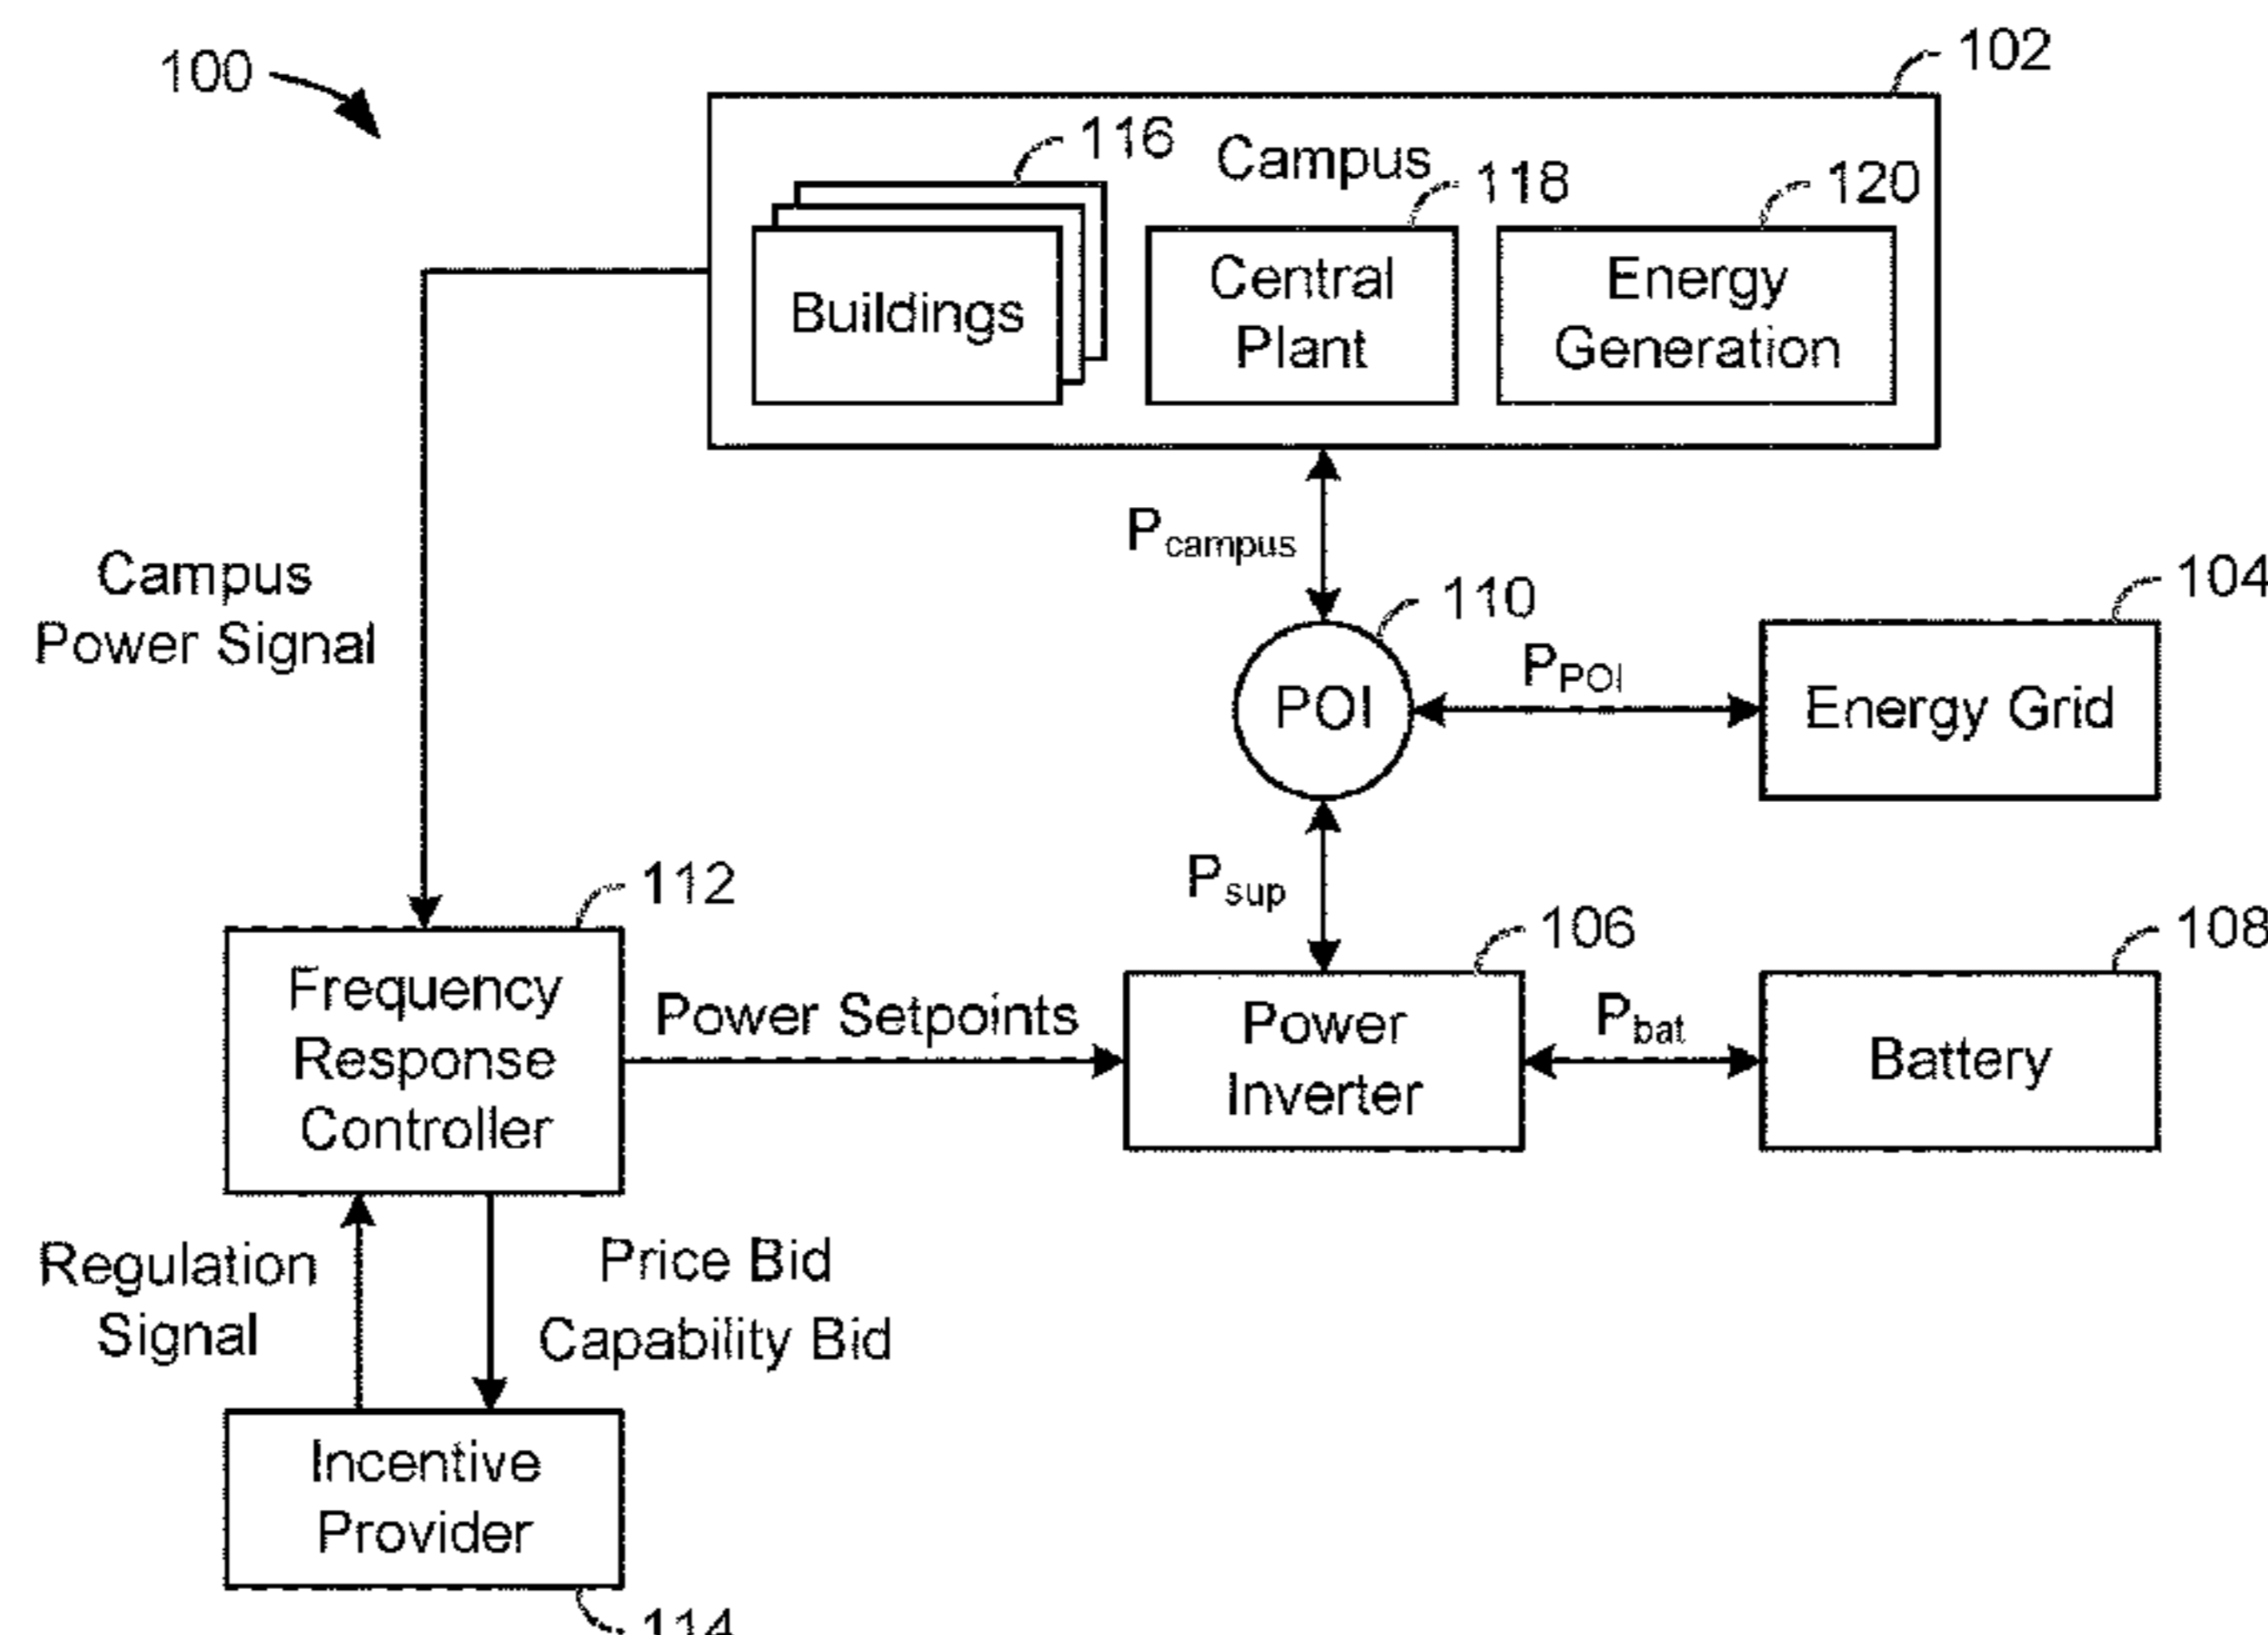 100
102
116
Campus
118
120
Buildings
Central
Plant
Energy
Generation
Pcampus
Campus
Power Signal
110
104
PPOI
POI
Energy Grid
Psup
112
106
108
Frequency
Response
Controller
Power Setpoints
Power
Inverter
Pbat
Battery
Regulation
Signal
Price Bid
Capability Bid
Incentive
Provider
114